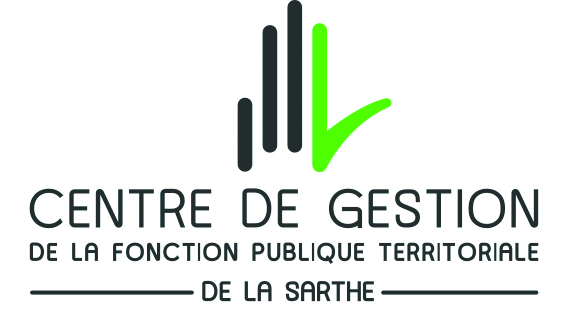 CENTRE DE GESTION
DE LA FONCTION PUBLIQUE TERRITORIALE
DE LA SARTHE